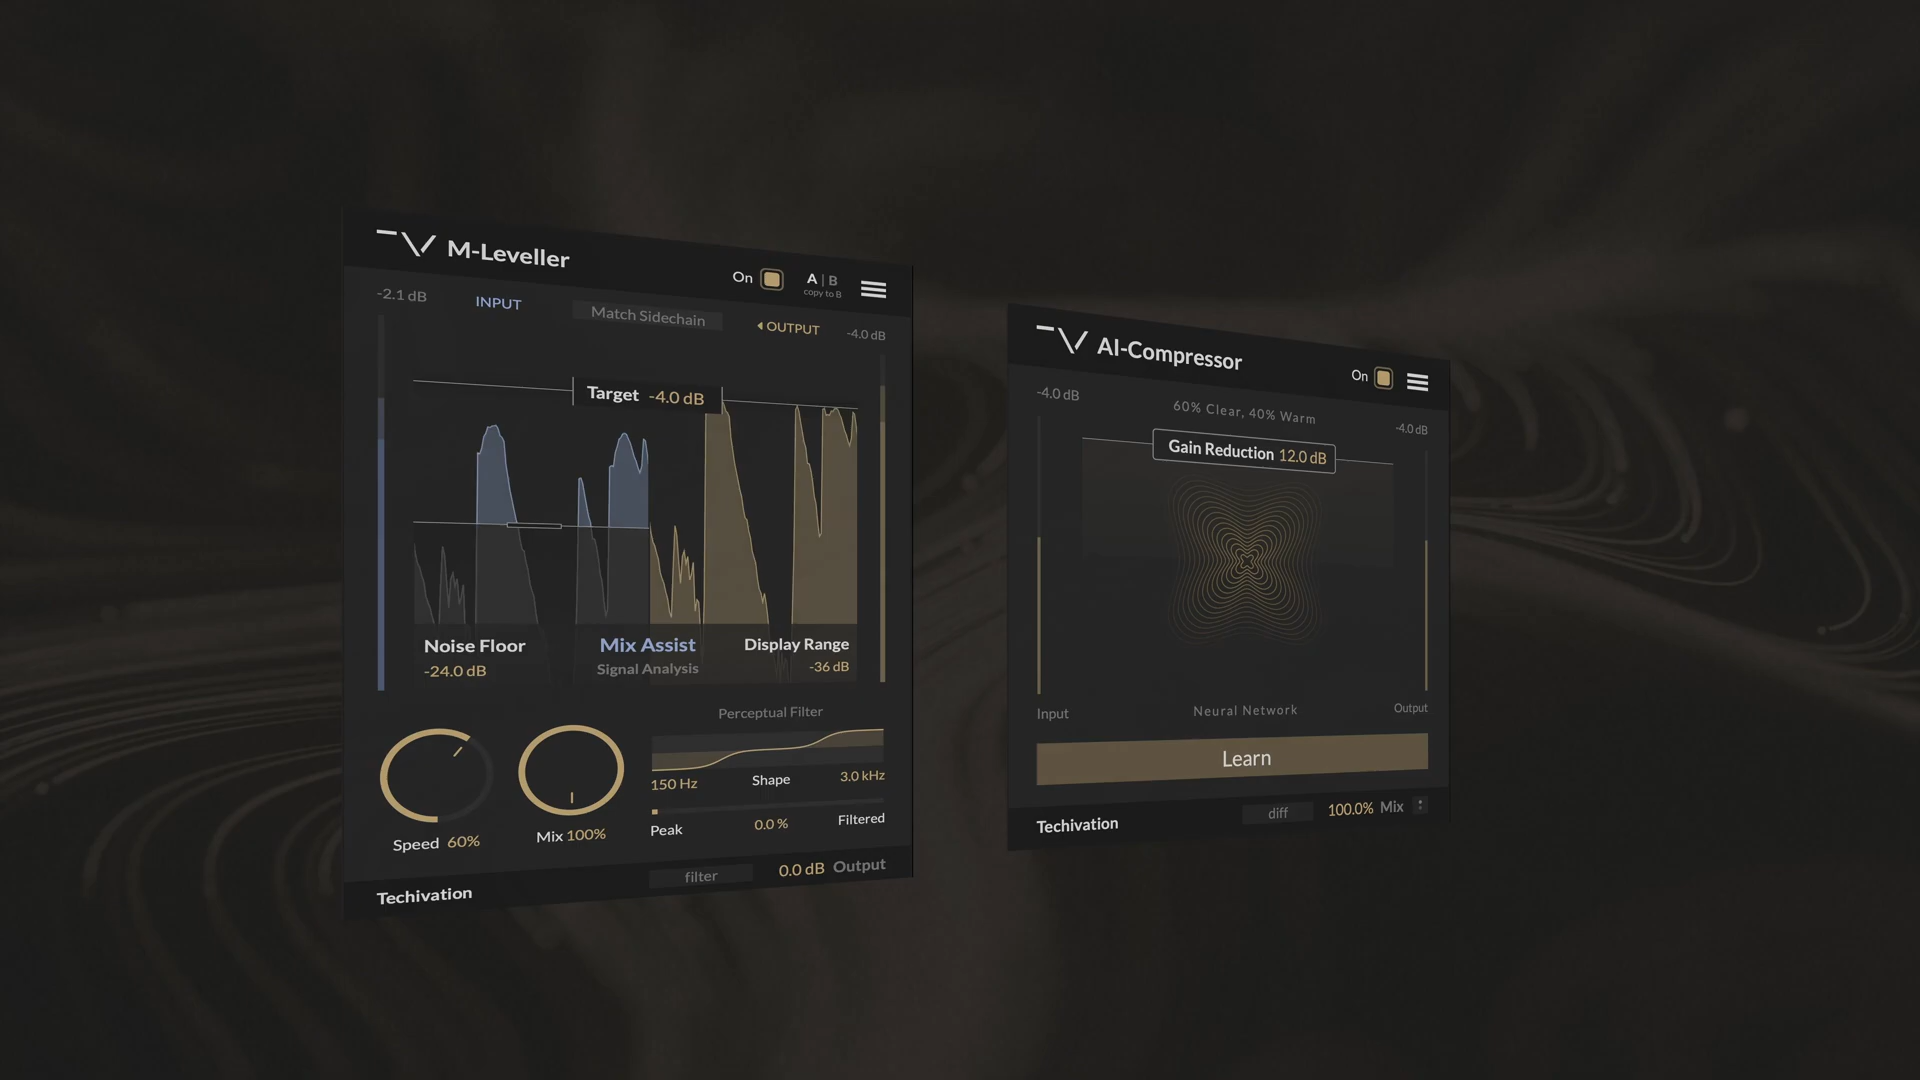 M-Leveller
On
A | B
copy to B
-2.1 dB
INPUT
Match Sidechain
OUTPUT
-4.0 dB
Target -4.0 dB
Noise Floor
-24.0 dB
Mix Assist
Signal Analysis
Display Range
-36 dB
Perceptual Filter
150 Hz
Shape
3.0 kHz
Speed 60%
Mix 100%
Peak
0.0 %
Filtered
Techivation
filter
0.0 dB Output
AI-Compressor
On
-4.0 dB
60% Clear, 40% Warm
-4.0 dB
Gain Reduction 12.0 dB
Input
Neural Network
Output
Learn
Techivation
diff
100.0% Mix